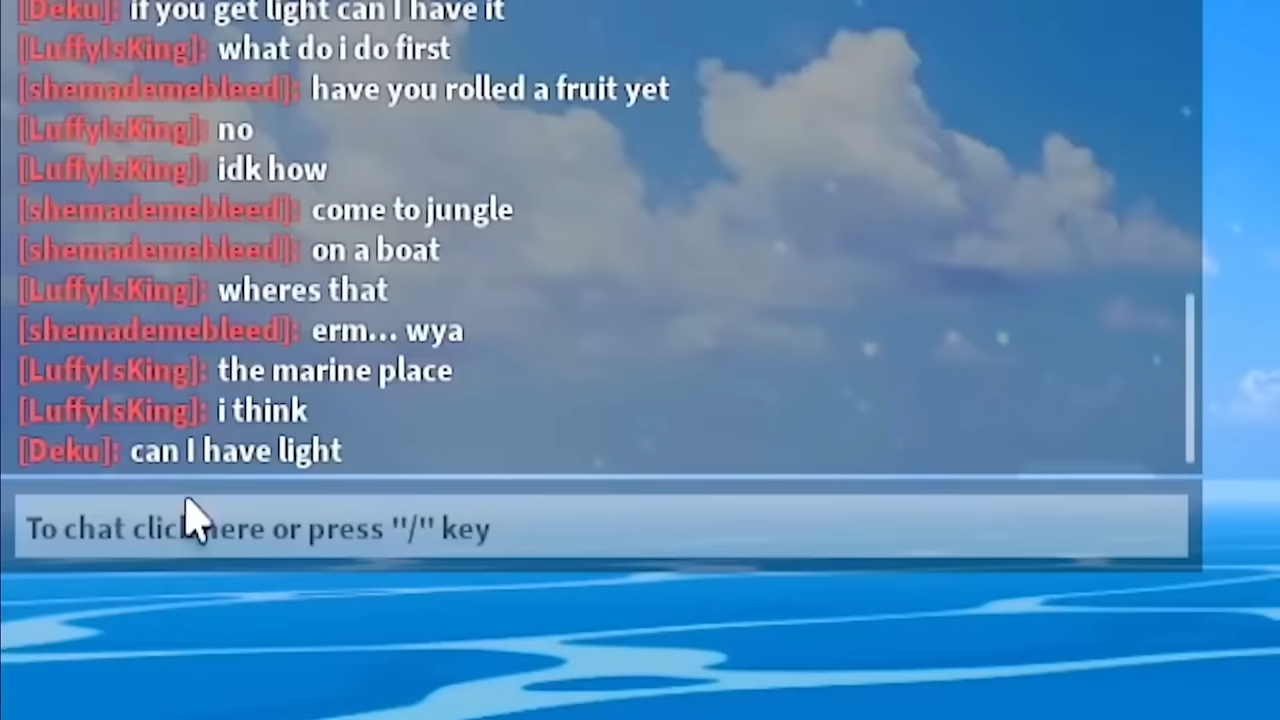 [Deku]: if you get light can I have it
[LuffyIsKing]: what do i do first
[shemademebleed]: have you rolled a fruit yet
[LuffyIsKing]: no
[LuffyIsKing]: idk how
[shemademebleed]: come to jungle
[shemademebleed]: on a boat
[LuffyIsKing]: wheres that
[shemademebleed]: erm... wya
[LuffyIsKing]: the marine place
[LuffyIsKing]: i think
[Deku]: can I have light
To chat click here or press "/" key